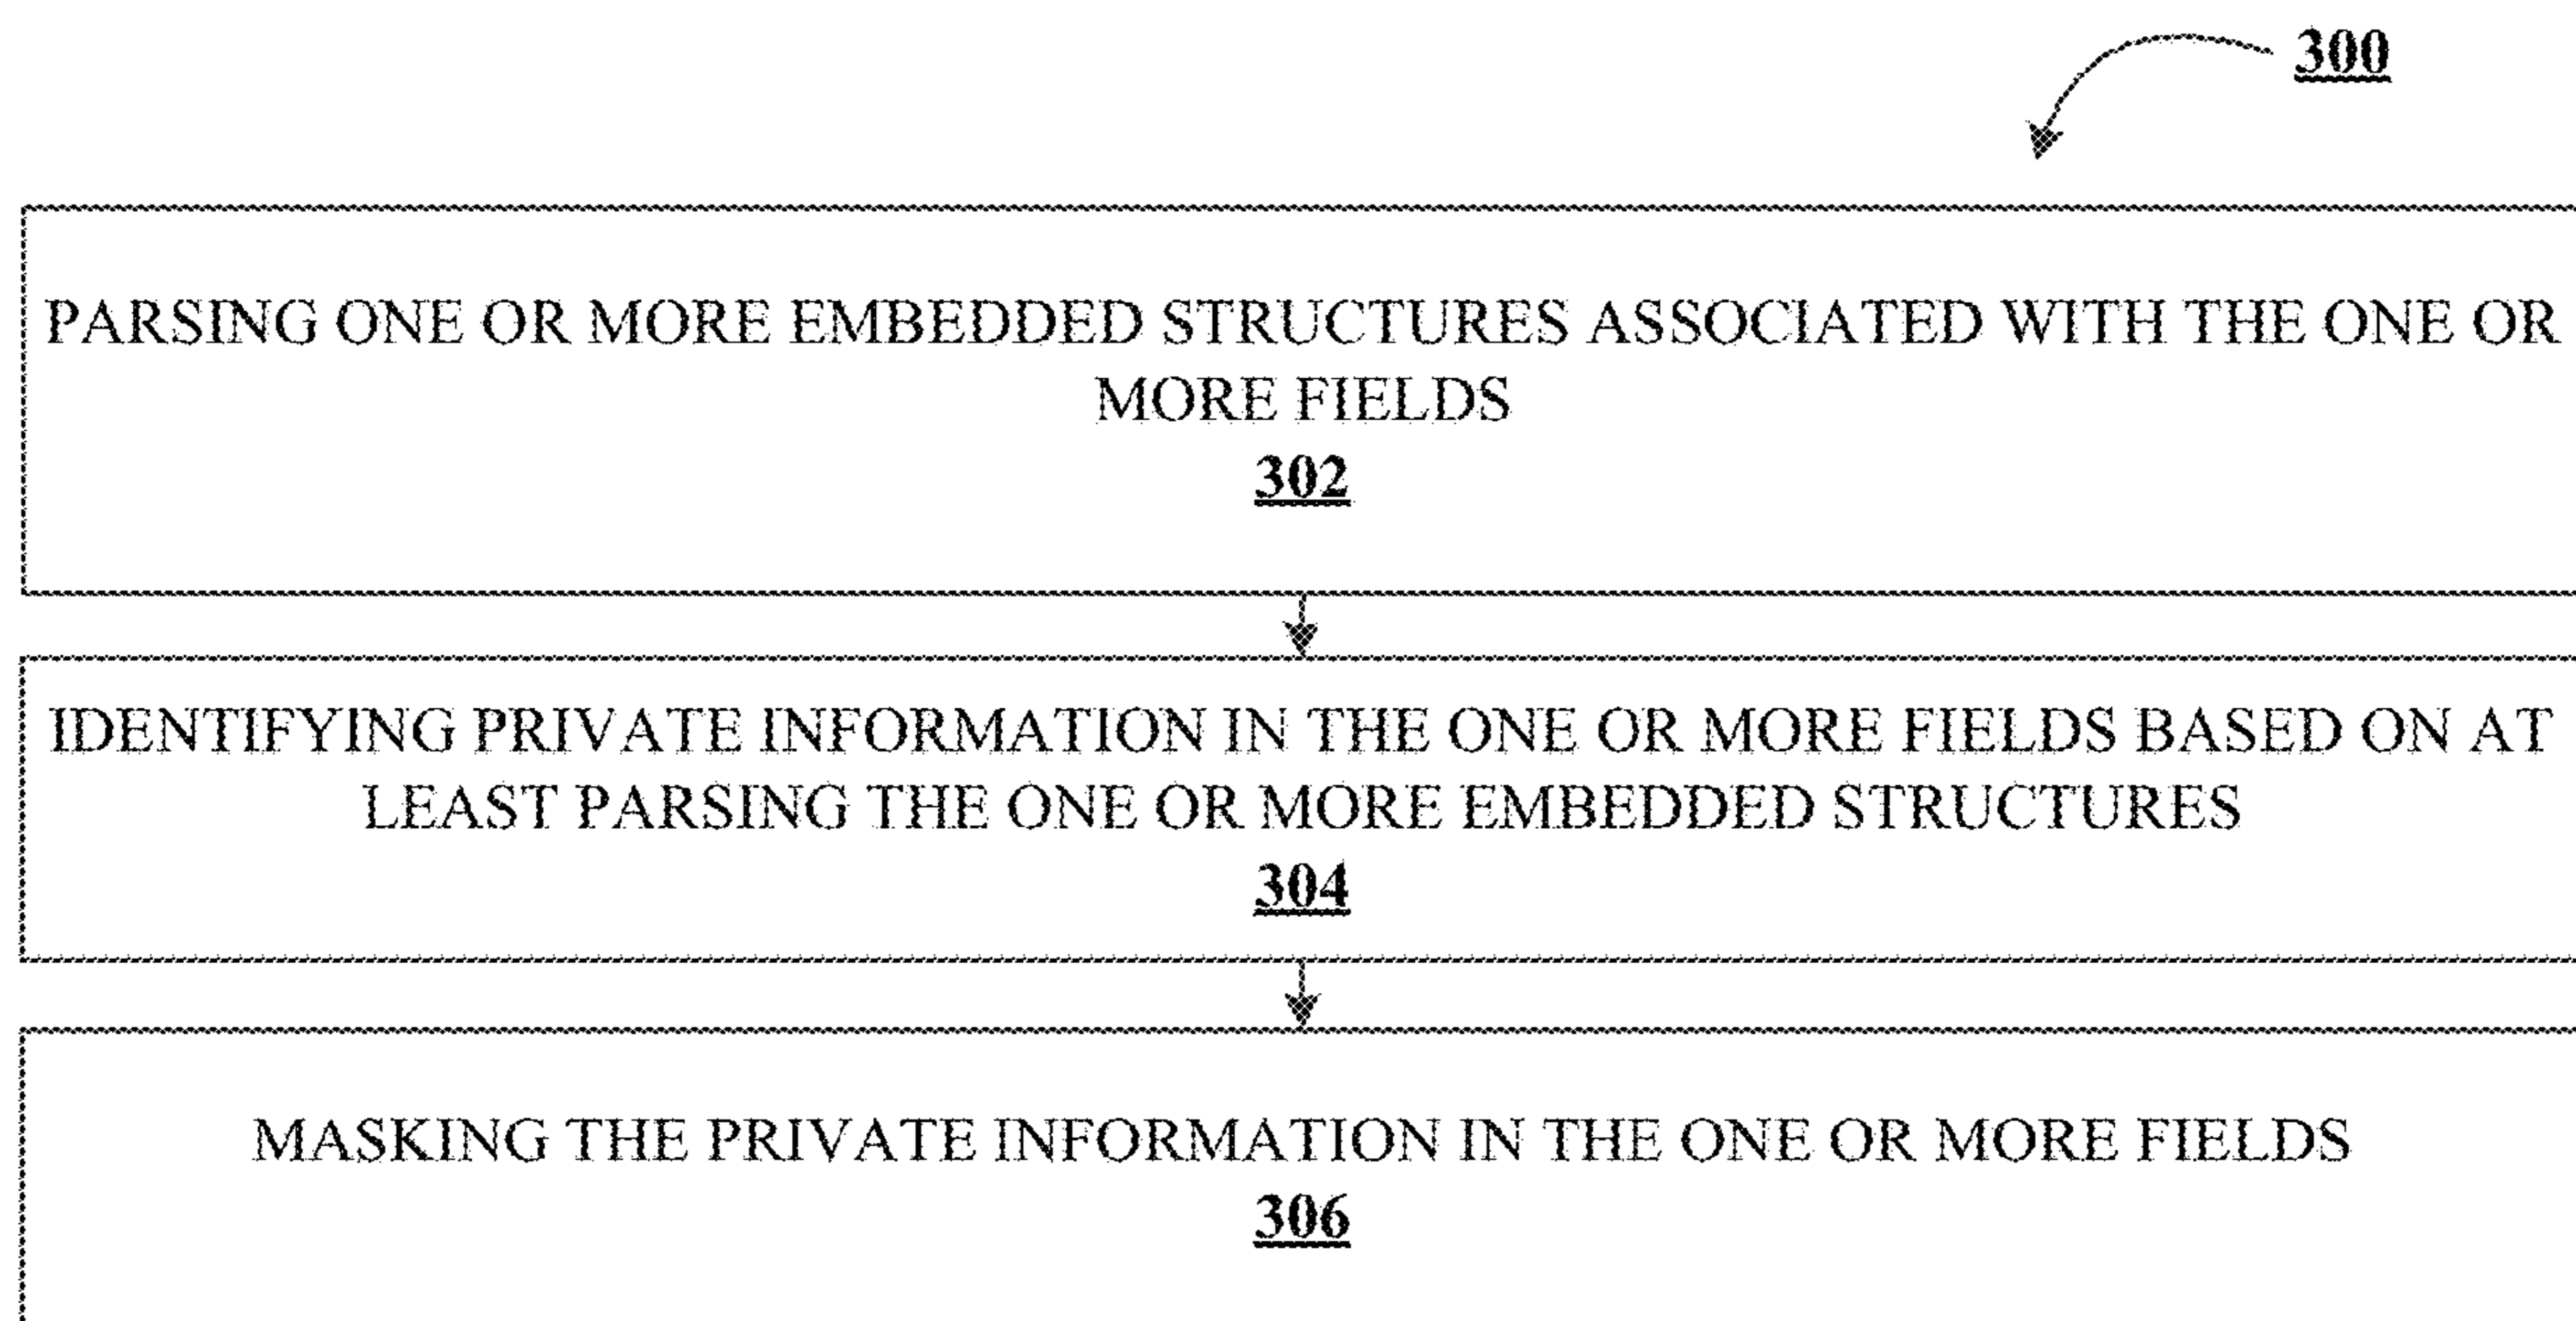 300
PARSING ONE OR MORE EMBEDDED STRUCTURES ASSOCIATED WITH THE ONE OR
MORE FIELDS
302
IDENTIFYING PRIVATE INFORMATION IN THE ONE OR MORE FIELDS BASED ON AT
LEAST PARSING THE ONE OR MORE EMBEDDED STRUCTURES
304
MASKING THE PRIVATE INFORMATION IN THE ONE OR MORE FIELDS
306